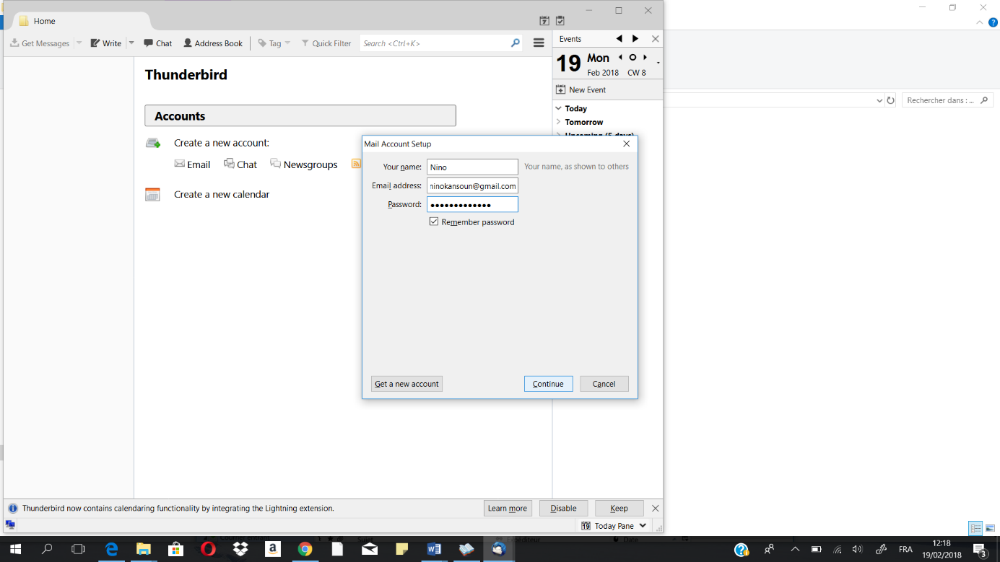 Home
Get Messages Write Chat Address Book Tag Quick Filter Search <Ctrl+K>
Events
19 Mon
Feb 2018 CW 8
New Event
Today
Tomorrow
Upcoming (5 days)
Rechercher dans : ...
Thunderbird
Accounts
Create a new account:
Email Chat Newsgroups
Create a new calendar
Mail Account Setup
Your name: Nino Your name, as shown to others
Email address: ninokansoun@gmail.com
Password: •••••••••••••
Remember password
Get a new account Continue Cancel
Thunderbird now contains calendaring functionality by integrating the Lightning extension. Learn more Disable Keep
19 Today Pane
FRA
12:18
19/02/2018
3